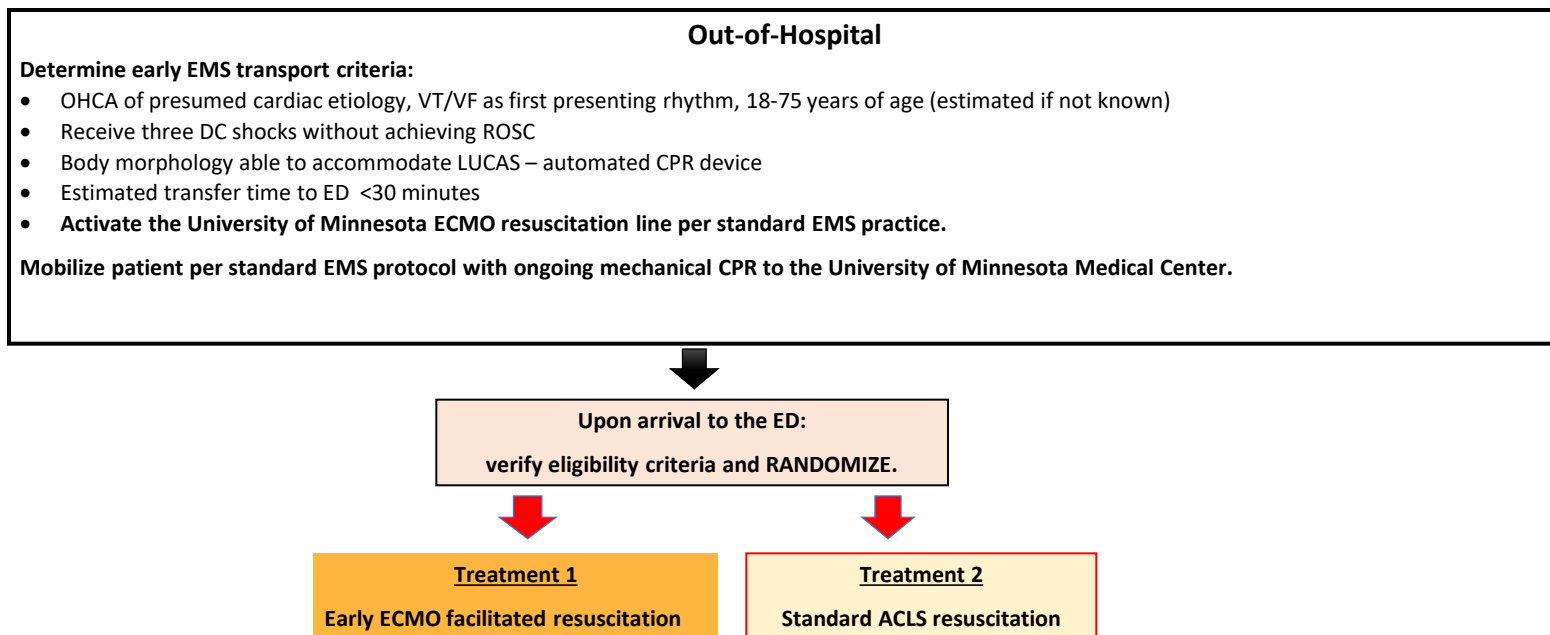 Out-of-Hospital
Determine early EMS transport criteria:
• OHCA of presumed cardiac etiology, VT/VF as first presenting rhythm, 18-75 years of age (estimated if not known)
• Receive three DC shocks without achieving ROSC
• Body morphology able to accommodate LUCAS – automated CPR device
• Estimated transfer time to ED <30 minutes
• Activate the University of Minnesota ECMO resuscitation line per standard EMS practice.
Mobilize patient per standard EMS protocol with ongoing mechanical CPR to the University of Minnesota Medical Center.
Upon arrival to the ED:
verify eligibility criteria and RANDOMIZE.
Treatment 1
Early ECMO facilitated resuscitation
Treatment 2
Standard ACLS resuscitation